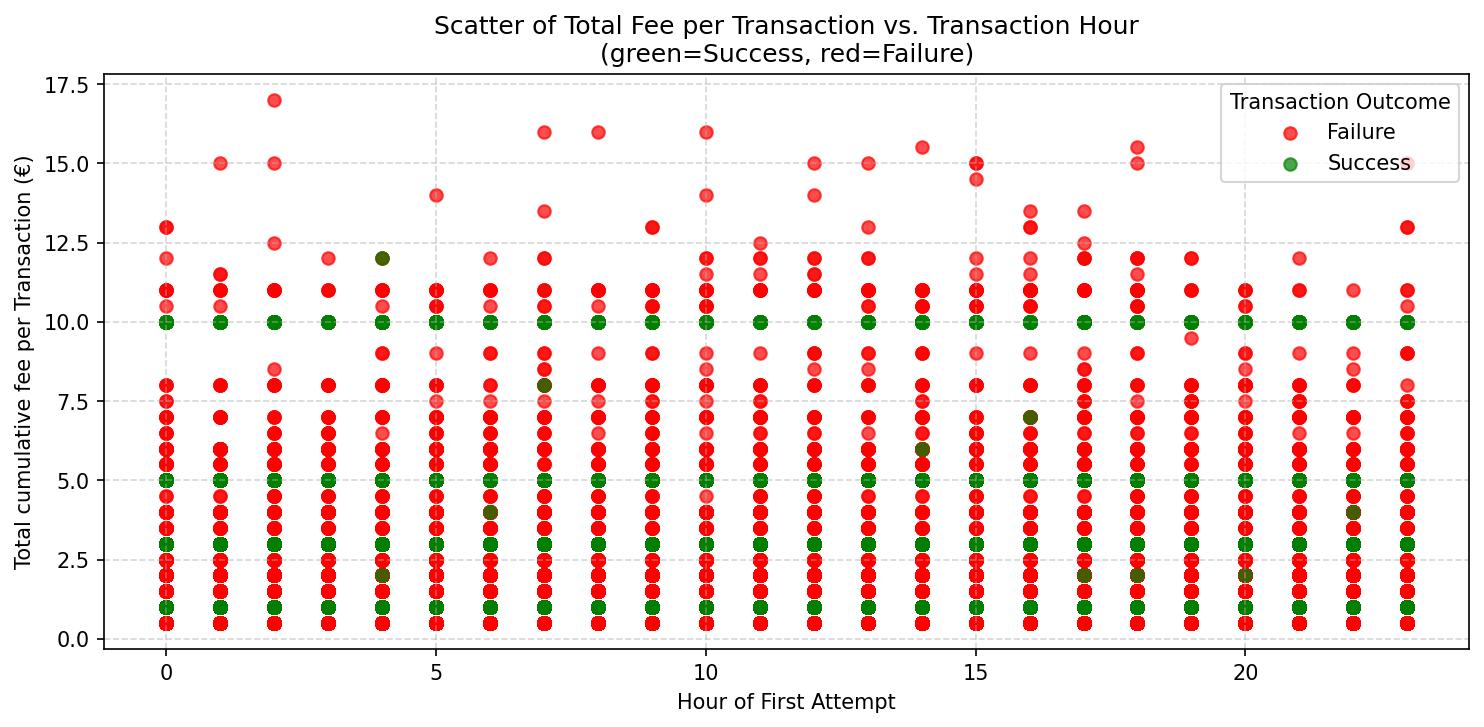 Scatter of Total Fee per Transaction vs. Transaction Hour
(green=Success, red=Failure)
Total cumulative fee per Transaction (€)
17.5
15.0
12.5
10.0
7.5
5.0
2.5
0.0
Transaction Outcome
Failure
Success
0
5
10
15
20
Hour of First Attempt